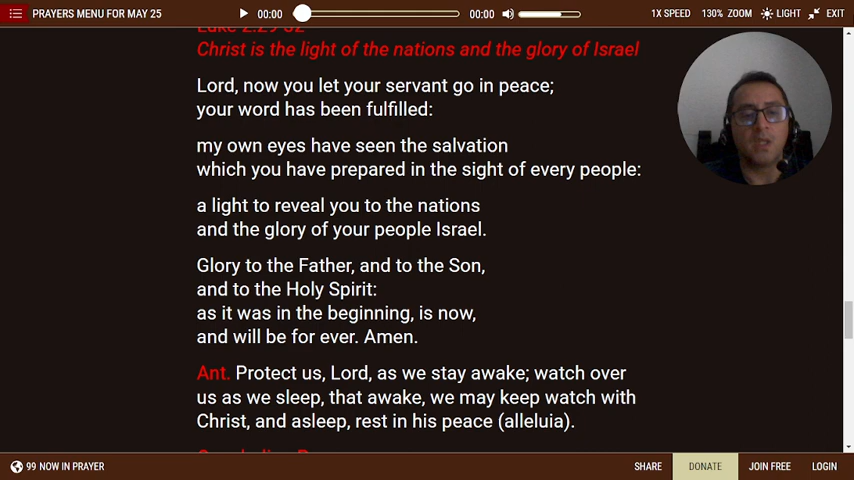 PRAYERS MENU FOR MAY 25
00:00
00:00
1X SPEED
130% ZOOM
LIGHT
EXIT
Luke 2:29-32
Christ is the light of the nations and the glory of Israel
Lord, now you let your servant go in peace;
your word has been fulfilled:
my own eyes have seen the salvation
which you have prepared in the sight of every people:
a light to reveal you to the nations
and the glory of your people Israel.
Glory to the Father, and to the Son,
and to the Holy Spirit:
as it was in the beginning, is now,
and will be for ever. Amen.
Ant. Protect us, Lord, as we stay awake; watch over
us as we sleep, that awake, we may keep watch with
Christ, and asleep, rest in his peace (alleluia).
99 NOW IN PRAYER
SHARE
DONATE
JOIN FREE
LOGIN